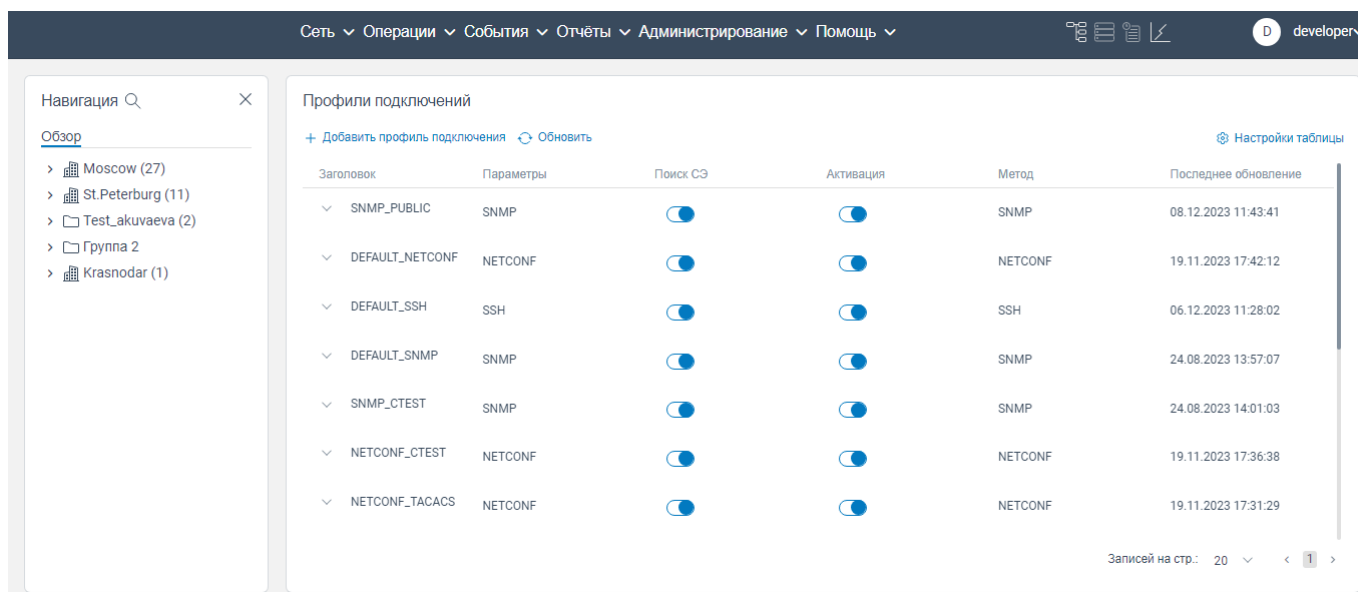 Сеть Операции События Отчёты Администрирование Помощь D developer
Навигация
Обзор
Moscow (27)
St.Peterburg (11)
Test_akuvaeva (2)
Группа 2
Krasnodar (1)
Профили подключений
+ Добавить профиль подключения Обновить Настройки таблицы
Заголовок Параметры Поиск СЭ Активация Метод Последнее обновление
SNMP_PUBLIC SNMP SNMP 08.12.2023 11:43:41
DEFAULT_NETCONF NETCONF NETCONF 19.11.2023 17:42:12
DEFAULT_SSH SSH SSH 06.12.2023 11:28:02
DEFAULT_SNMP SNMP SNMP 24.08.2023 13:57:07
SNMP_CTEST SNMP SNMP 24.08.2023 14:01:03
NETCONF_CTEST NETCONF NETCONF 19.11.2023 17:36:38
NETCONF_TACACS NETCONF NETCONF 19.11.2023 17:31:29
Записей на стр.: 20 < 1 >